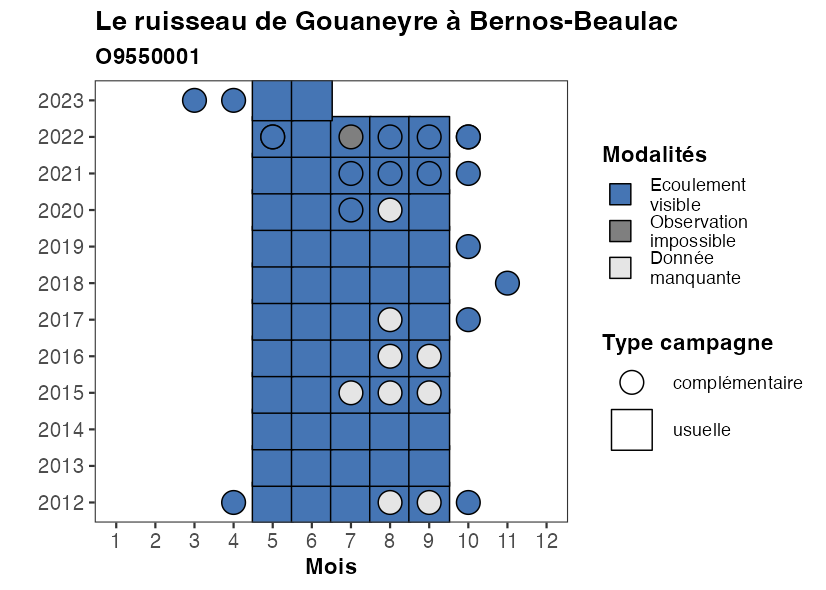 Le ruisseau de Gouaneyre à Bernos-Beaulac
O9550001
2023
2022
2021
2020
2019
2018
2017
2016
2015
2014
2013
2012
1 2 3 4 5 6 7 8 9 10 11 12
Mois
Modalités
Ecoulement
visible
Observation
impossible
Donnée
manquante
Type campagne
complémentaire
usuelle